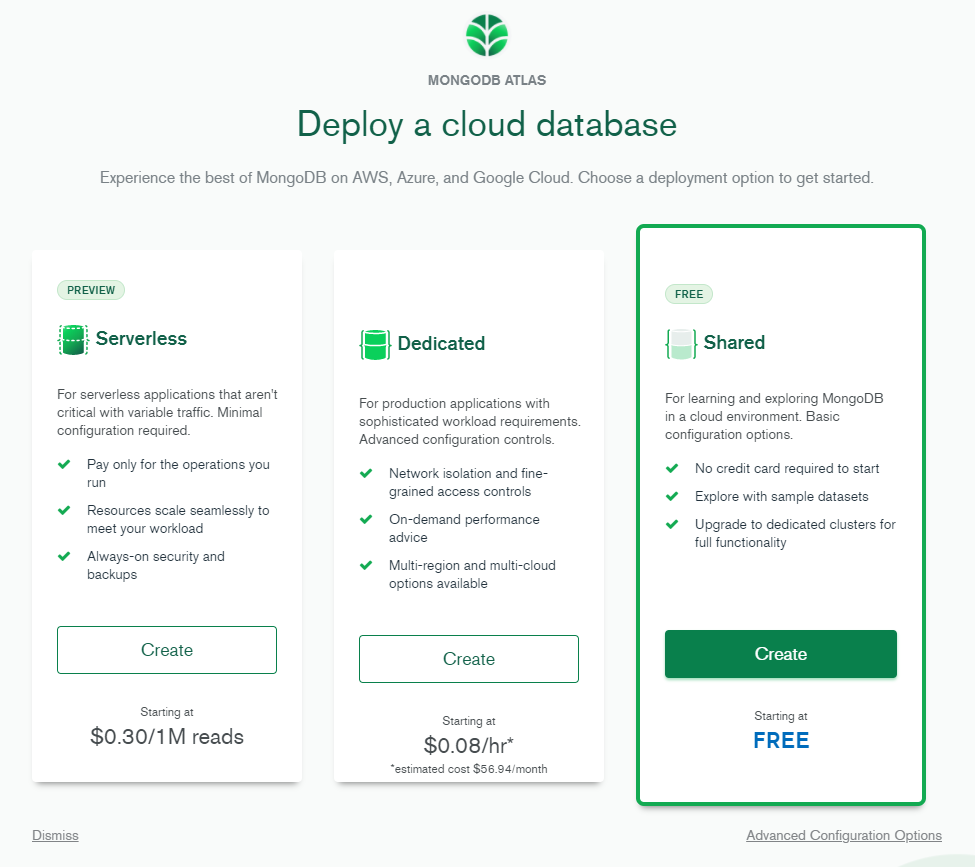 MONGODB ATLAS
Deploy a cloud database
Experience the best of MongoDB on AWS, Azure, and Google Cloud. Choose a deployment option to get started.
PREVIEW
Serverless
For serverless applications that aren't
critical with variable traffic. Minimal
configuration required.
Pay only for the operations you
run
Resources scale seamlessly to
meet your workload
Always-on security and
backups
Create
Starting at
$0.30/1M reads
Dedicated
For production applications with
sophisticated workload requirements.
Advanced configuration controls.
Network isolation and fine-
grained access controls
On-demand performance
advice
Multi-region and multi-cloud
options available
Create
Starting at
$0.08/hr*
*estimated cost $56.94/month
FREE
Shared
For learning and exploring MongoDB
in a cloud environment. Basic
configuration options.
No credit card required to start
Explore with sample datasets
Upgrade to dedicated clusters for
full functionality
Create
Starting at
FREE
Dismiss
Advanced Configuration Options